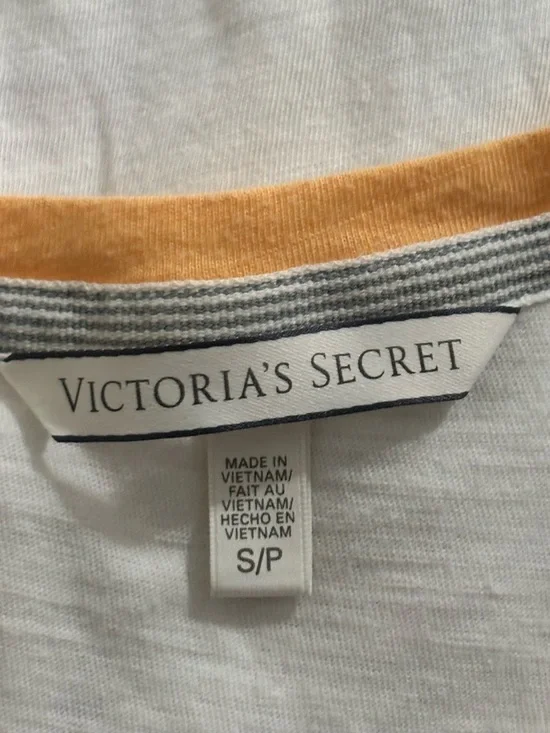 VICTORIA'S SECRET
MADE IN
VIETNAM/
FAIT AU
VIETNAM/
HECHO EN
VIETNAM
S/P